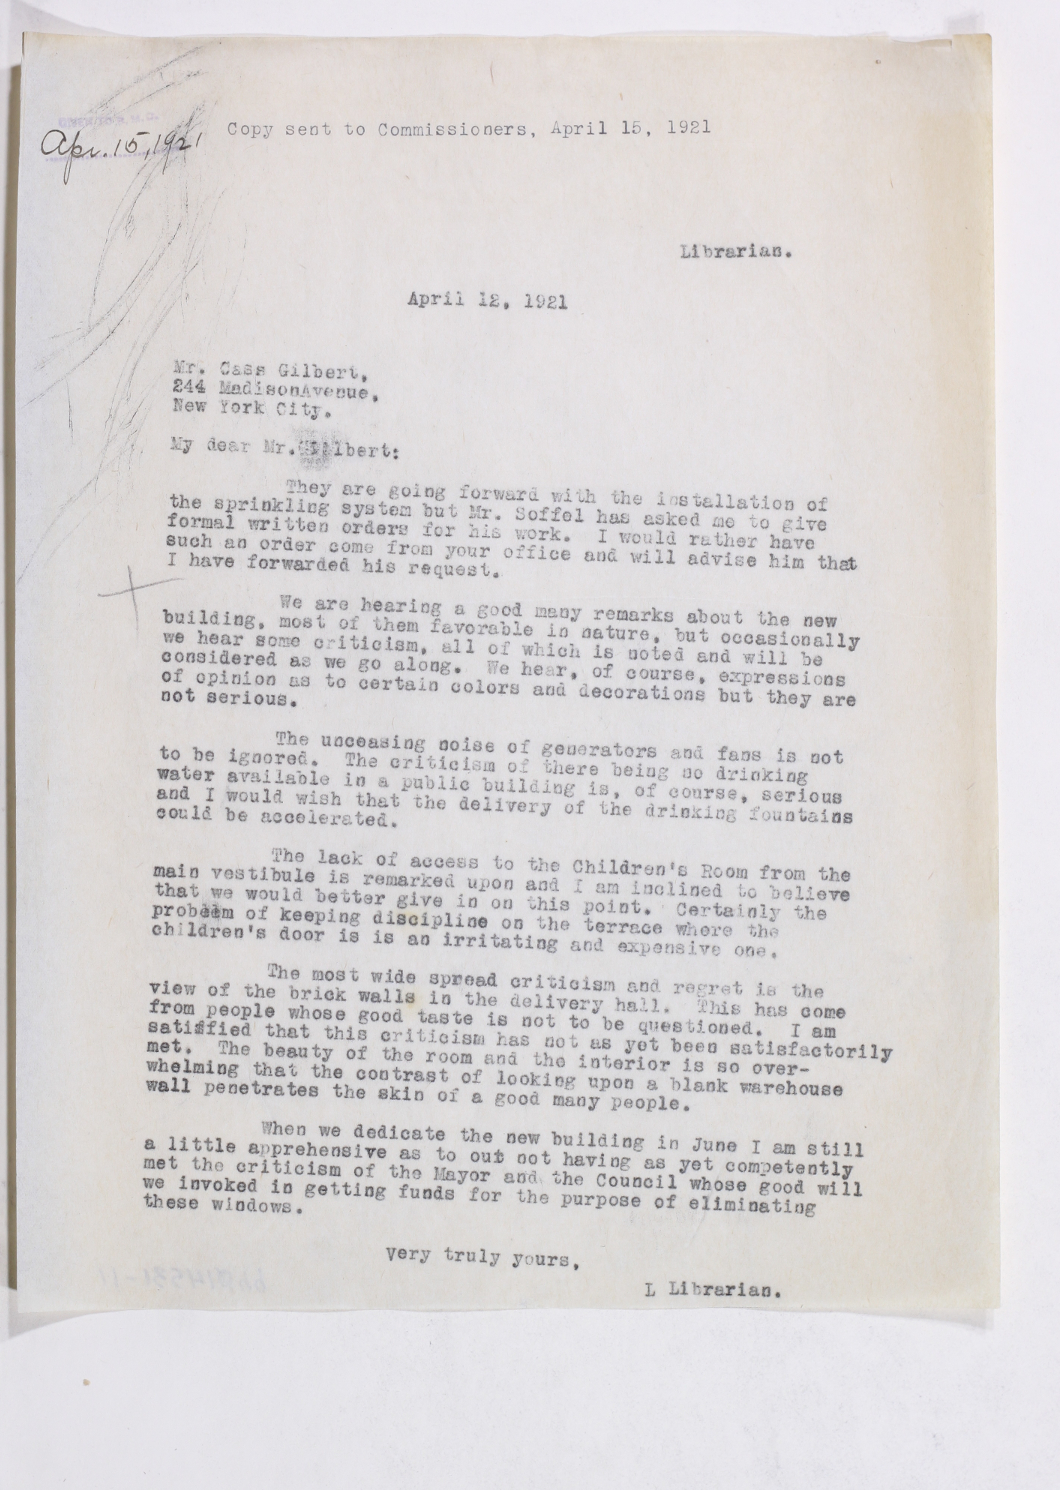 Apr. 15, 1921
Copy sent to Commissioners, April 15, 1921
Librarian.
April 12, 1921
Mr. Cass Gilbert,
244 MadisonAvenue,
New York City.
My dear Mr. Gilbert:
They are going forward with the installation of
the sprinkling system but Mr. Soffel has asked me to give
formal written orders for his work. I would rather have
such an order come from your office and will advise him that
I have forwarded his request.
We are hearing a good many remarks about the new
building, most of them favorable in nature, but occasionally
we hear some criticism, all of which is noted and will be
considered as we go along. We hear, of course, expressions
of opinion as to certain colors and decorations but they are
not serious.
The unceasing noise of generators and fans is not
to be ignored. The criticism of there being no drinking
water available in a public building is, of course, serious
and I would wish that the delivery of the drinking fountains
could be accelerated.
The lack of access to the Children's Room from the
main vestibule is remarked upon and I am inclined to believe
that we would better give in on this point. Certainly the
problem of keeping discipline on the terrace where the
children's door is is an irritating and expensive one.
The most wide spread criticism and regret is the
view of the brick walls in the delivery hall. This has come
from people whose good taste is not to be questioned. I am
satisfied that this criticism has not as yet been satisfactorily
met. The beauty of the room and the interior is so over-
whelming that the contrast of looking upon a blank warehouse
wall penetrates the skin of a good many people.
When we dedicate the new building in June I am still
a little apprehensive as to out not having as yet competently
met the criticism of the Mayor and the Council whose good will
we invoked in getting funds for the purpose of eliminating
these windows.
Very truly yours,
L Librarian.